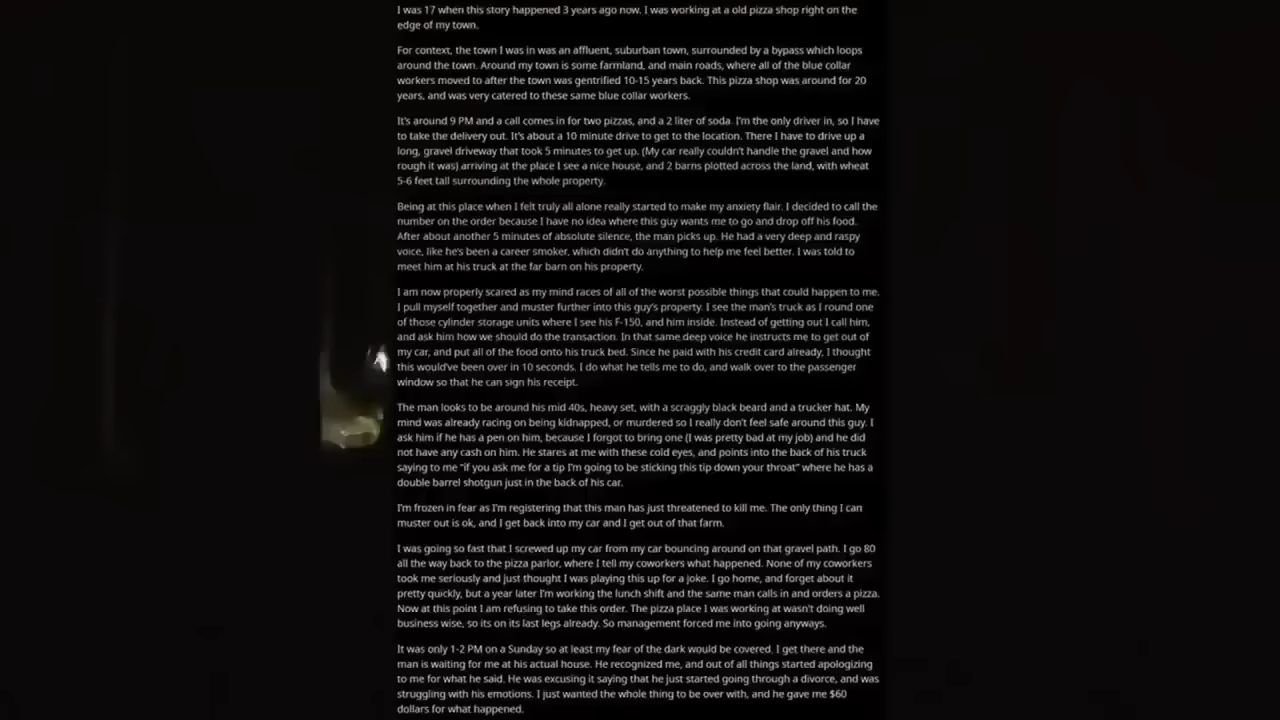 I was 17 when this story happened 3 years ago now. I was working at a old pizza shop right on the
edge of my town.
For context, the town I was in was an affluent, suburban town, surrounded by a bypass which loops
around the town. Around my town is some farmland, and main roads, where all of the blue collar
workers moved to after the town was gentrified 10-15 years back. This pizza shop was around for 20
years, and was very catered to these same blue collar workers.
It's around 9 PM and a call comes in for two pizzas, and a 2 liter of soda. I'm the only driver in, so I have
to take the delivery out. It's about a 10 minute drive to get to the location. There I have to drive up a
long, gravel driveway that took 5 minutes to get up. (My car really couldn't handle the gravel and how
rough it was) arriving at the place I see a nice house, and 2 barns plotted across the land, with wheat
5-6 feet tall surrounding the whole property.
Being at this place when I felt truly all alone really started to make my anxiety flair. I decided to call the
number on the order because I have no idea where this guy wants me to go and drop off his food.
After about another 5 minutes of absolute silence, the man picks up. He had a very deep and raspy
voice, like he's been a career smoker, which didn't do anything to help me feel better. I was told to
meet him at his truck at the far barn on his property.
I am now properly scared as my mind races of all of the worst possible things that could happen to me.
I pull myself together and muster further into this guy's property. I see the man's truck as I round one
of those cylinder storage units where I see his F-150, and him inside. Instead of getting out I call him,
and ask him how we should do the transaction. In that same deep voice he instructs me to get out of
my car, and put all of the food onto his truck bed. Since he paid with his credit card already, I thought
this would've been over in 10 seconds. I do what he tells me to do, and walk over to the passenger
window so that he can sign his receipt.
The man looks to be around his mid 40s, heavy set, with a scraggly black beard and a trucker hat. My
mind was already racing on being kidnapped, or murdered so I really don't feel safe around this guy. I
ask him if he has a pen on him, because I forgot to bring one (I was pretty bad at my job) and he did
not have any cash on him. He stares at me with these cold eyes, and points into the back of his truck
saying to me "if you ask me for a tip I'm going to be sticking this tip down your throat" where he has a
double barrel shotgun just in the back of his car.
I'm frozen in fear as I'm registering that this man has just threatened to kill me. The only thing I can
muster out is ok, and I get back into my car and I get out of that farm.
I was going so fast that I screwed up my car from my car bouncing around on that gravel path. I go 80
all the way back to the pizza parlor, where I tell my coworkers what happened. None of my coworkers
took me seriously and just thought I was playing this up for a joke. I go home, and forget about it
pretty quickly, but a year later I'm working the lunch shift and the same man calls in and orders a pizza.
Now at this point I am refusing to take this order. The pizza place I was working at wasn't doing well
business wise, so its on its last legs already. So management forced me into going anyways.
It was only 1-2 PM on a Sunday so at least my fear of the dark would be covered. I get there and the
man is waiting for me at his actual house. He recognized me, and out of all things started apologizing
to me for what he said. He was excusing it saying that he just started going through a divorce, and was
struggling with his emotions. I just wanted the whole thing to be over with, and he gave me $60
dollars for what happened.